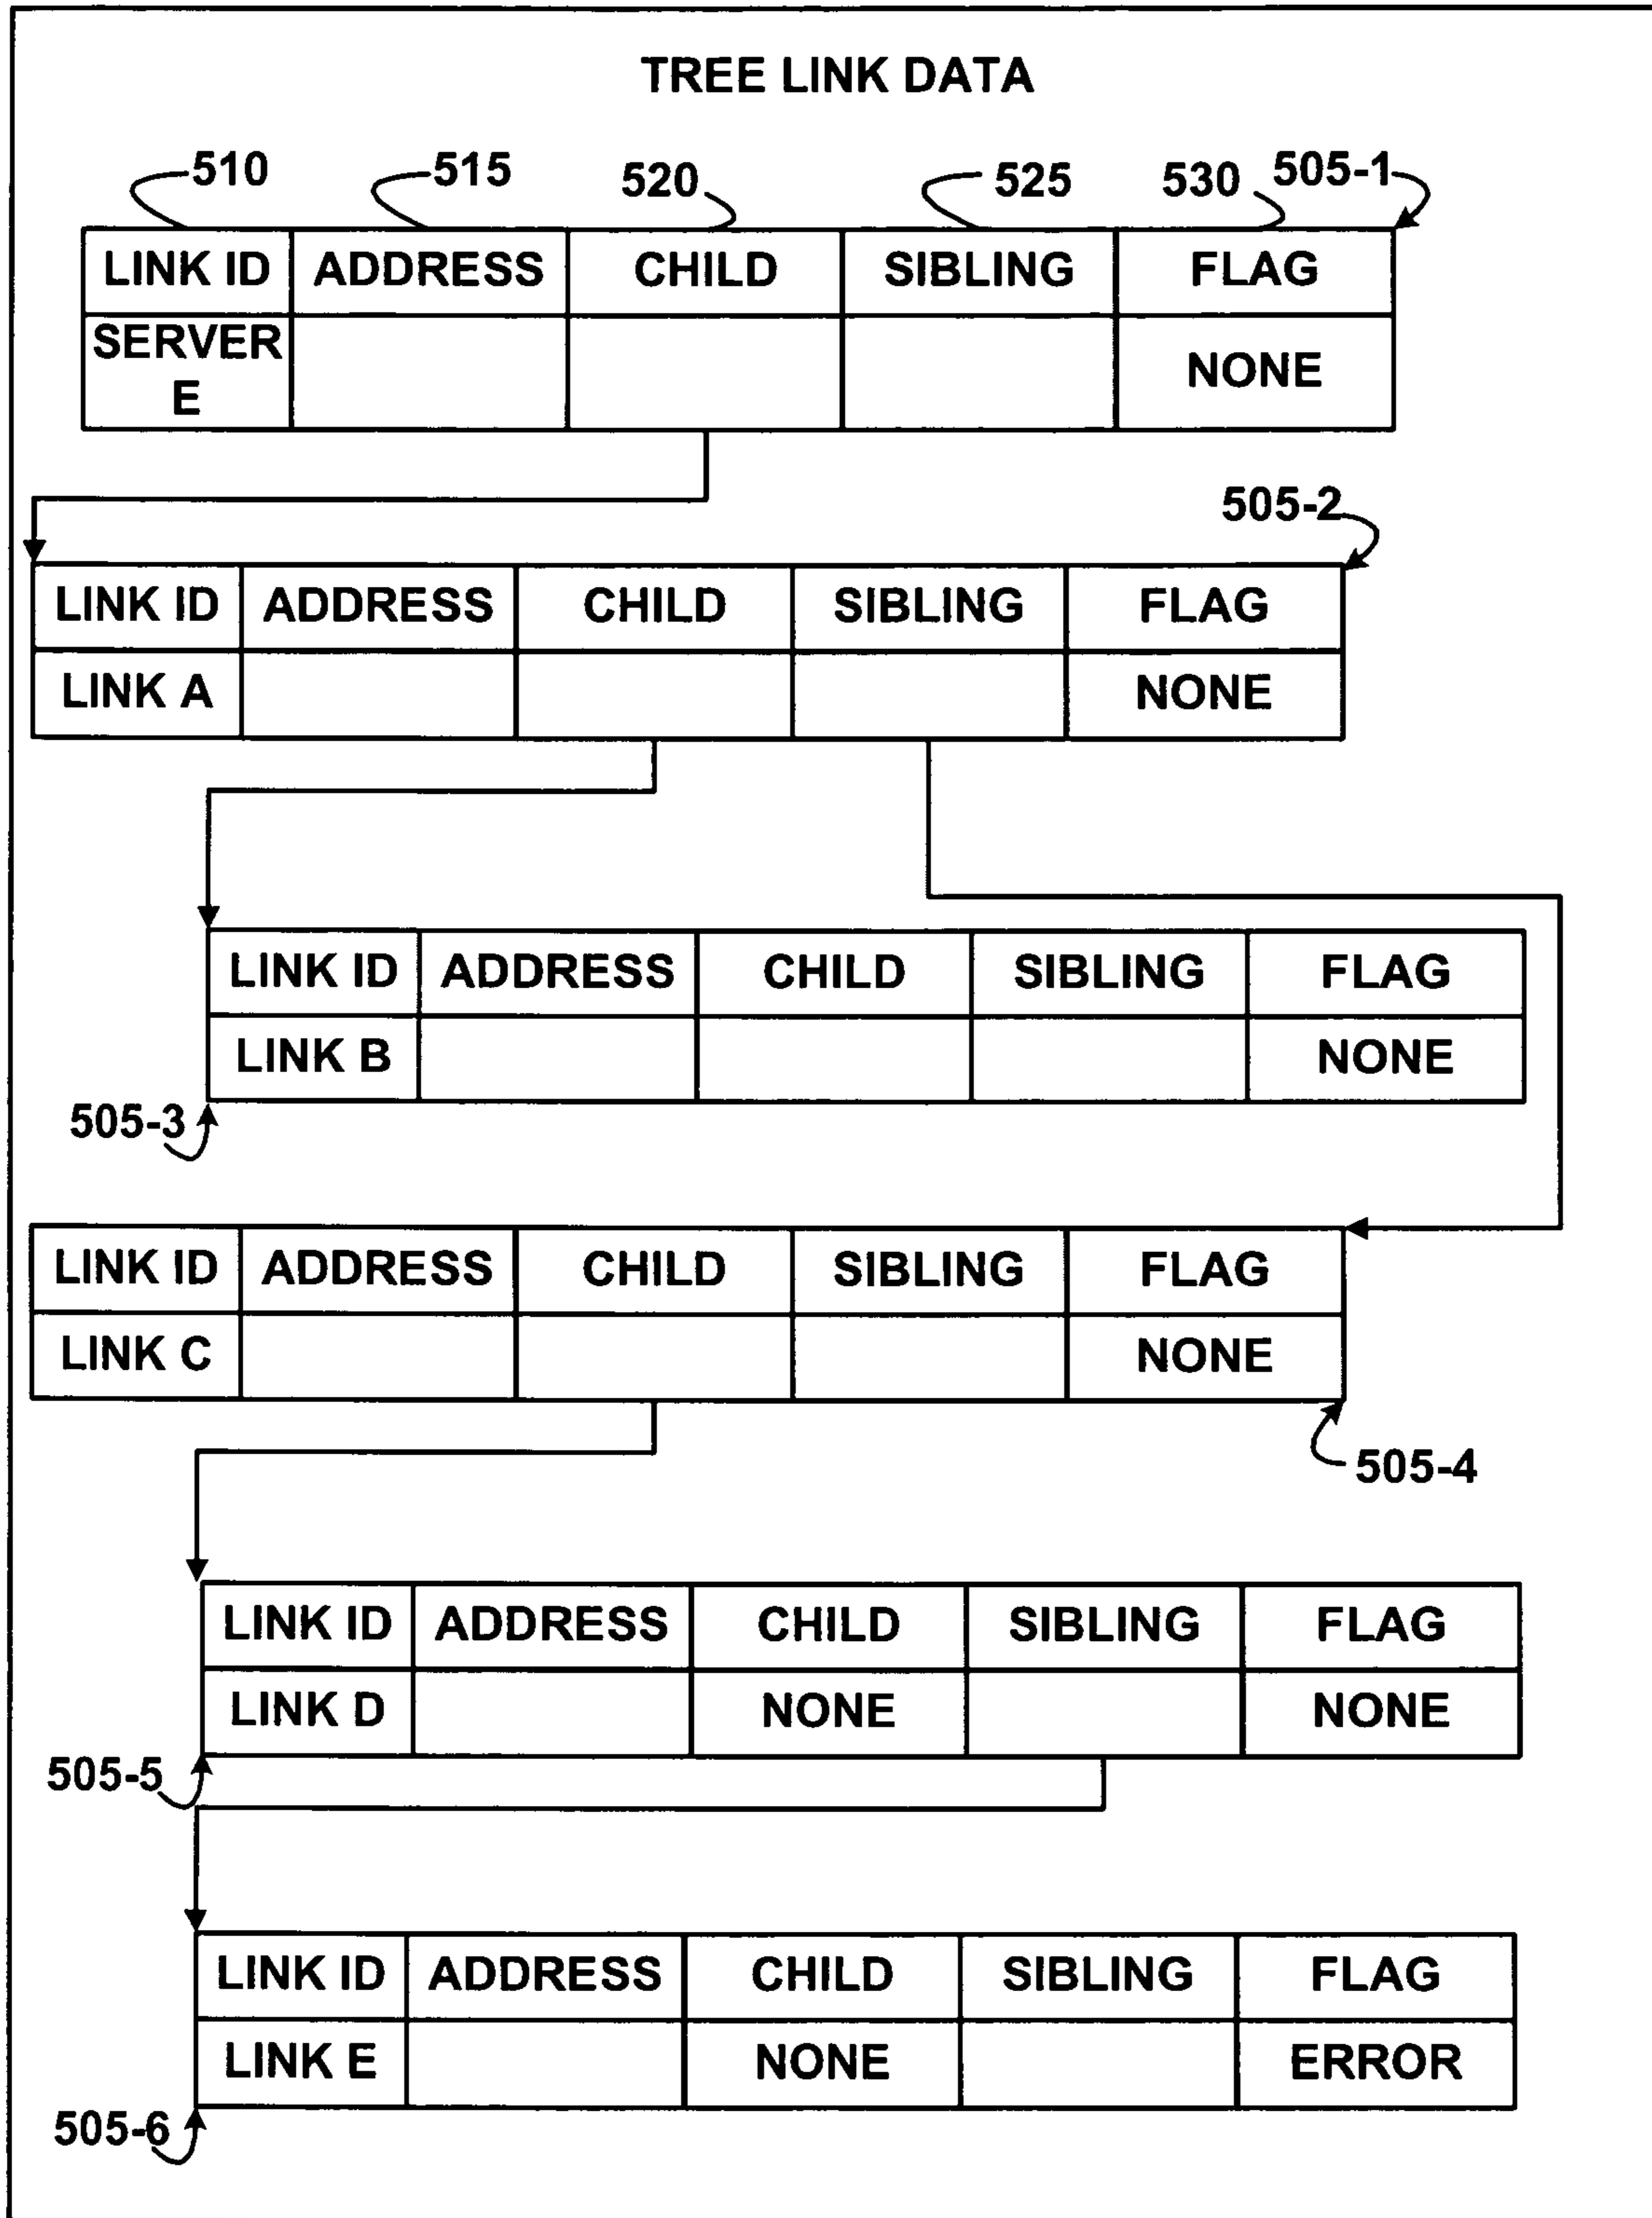 TREE LINK DATA
510 515 520 525 530 505-1
LINK ID ADDRESS CHILD SIBLING FLAG
SERVER E NONE
505-2
LINK ID ADDRESS CHILD SIBLING FLAG
LINK A NONE
LINK ID ADDRESS CHILD SIBLING FLAG
LINK B NONE
505-3
LINK ID ADDRESS CHILD SIBLING FLAG
LINK C NONE
505-4
LINK ID ADDRESS CHILD SIBLING FLAG
LINK D NONE NONE
505-5
LINK ID ADDRESS CHILD SIBLING FLAG
LINK E NONE ERROR
505-6